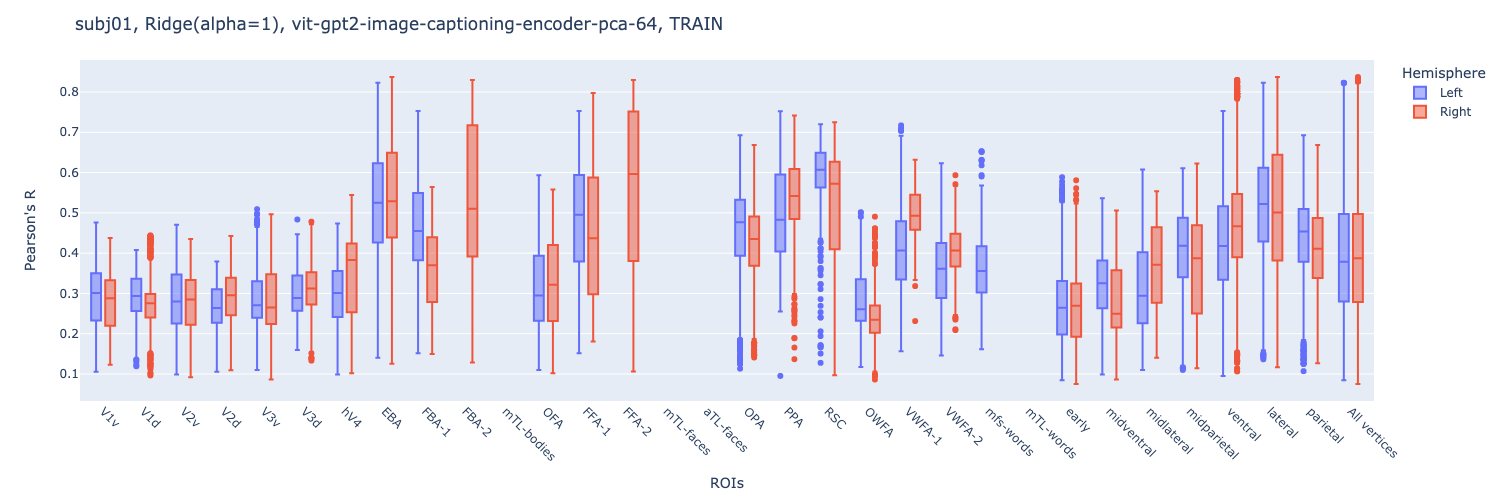 subj01, Ridge(alpha=1), vit-gpt2-image-captioning-encoder-pca-64, TRAIN
Hemisphere
Left
Right
Pearson's R
0.8
0.7
0.6
0.5
0.4
0.3
0.2
0.1
V1v
V1d
V2v
V2d
V3v
V3d
hV4
EBA
FBA-1
FBA-2
mTL-bodies
OFA
FFA-1
FFA-2
mTL-faces
aTL-faces
OPA
PPA
RSC
OWFA
VWFA-1
VWFA-2
mfs-words
mTL-words
early
midventral
midlateral
midparietal
ventral
lateral
parietal
All vertices
ROIs